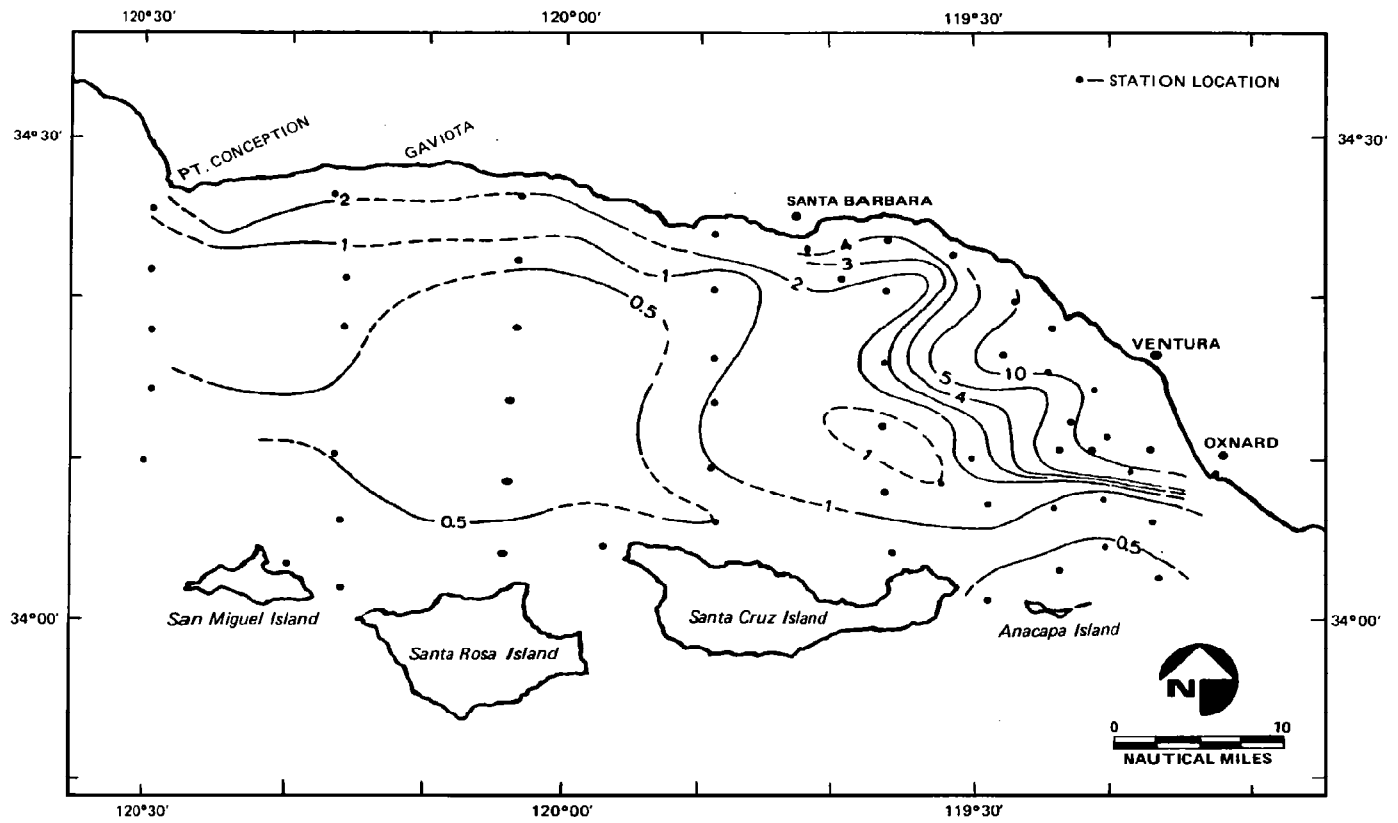 120°30′ 120°00′ 119°30′
•— STATION LOCATION
34°30′ 34°30′
PT. CONCEPTION
GAVIOTA
SANTA BARBARA
2
4
1
3
1
2
0.5
VENTURA
5
10
4
OXNARD
1
1
0.5
0.5
San Miguel Island
Santa Cruz Island
34°00′ 34°00′
Anacapa Island
Santa Rosa Island
N
0 10
NAUTICAL MILES
120°30′ 120°00′ 119°30′